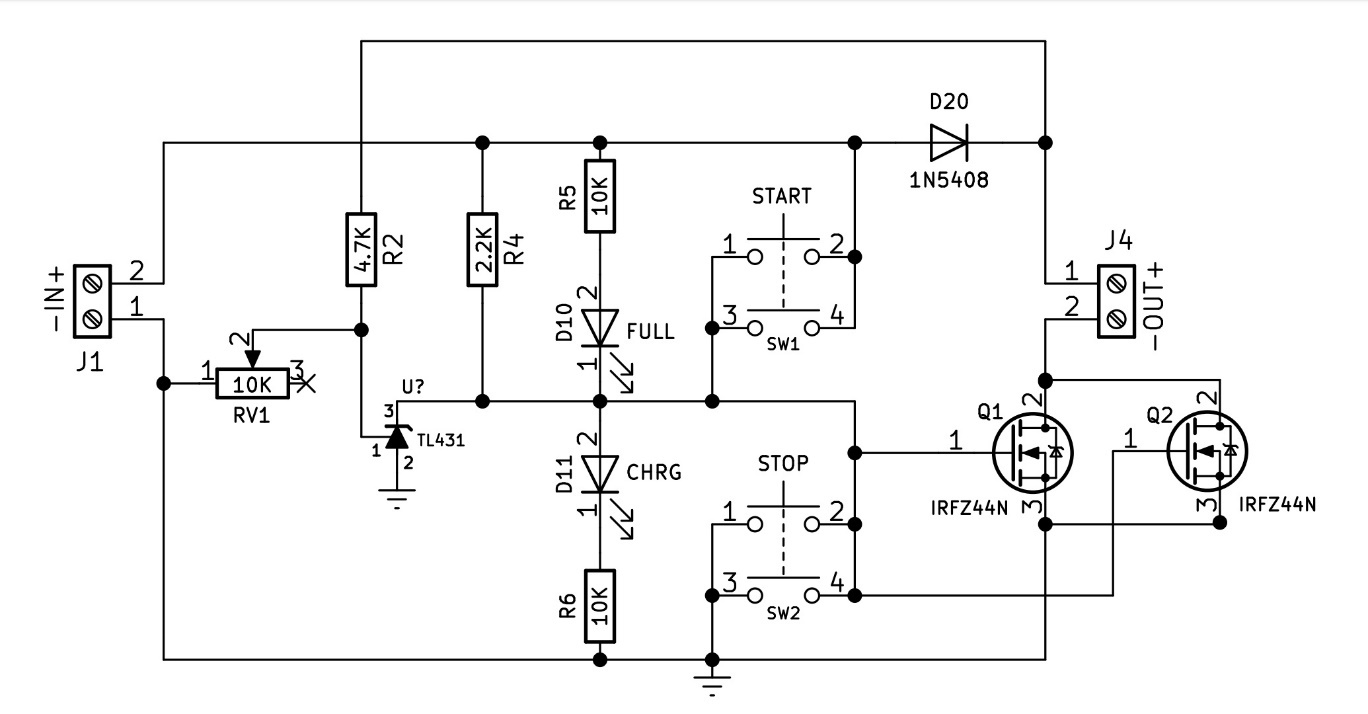 D20
1N5408
START
1
2
3
4
SW1
R5
10K
4.7K
R2
2.2K
R4
J4
1
2
-OUT+
-IN+
2
1
J1
2
D10
FULL
1
2
1
3
10K
RV1
U?
3
TL431
1
2
2
D11
CHRG
1
STOP
1
2
3
4
SW2
R6
10K
Q1
2
1
3
IRFZ44N
Q2
2
1
3
IRFZ44N